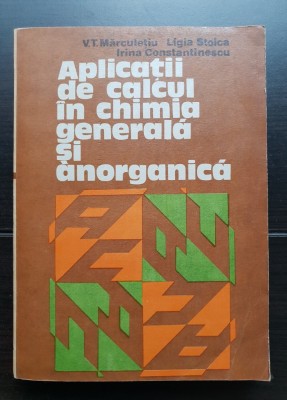 V.T. Mărculețiu Ligia Stoica
Irina Constantinescu
Aplicații
de calcul
în chimia
generală
și
anorganică